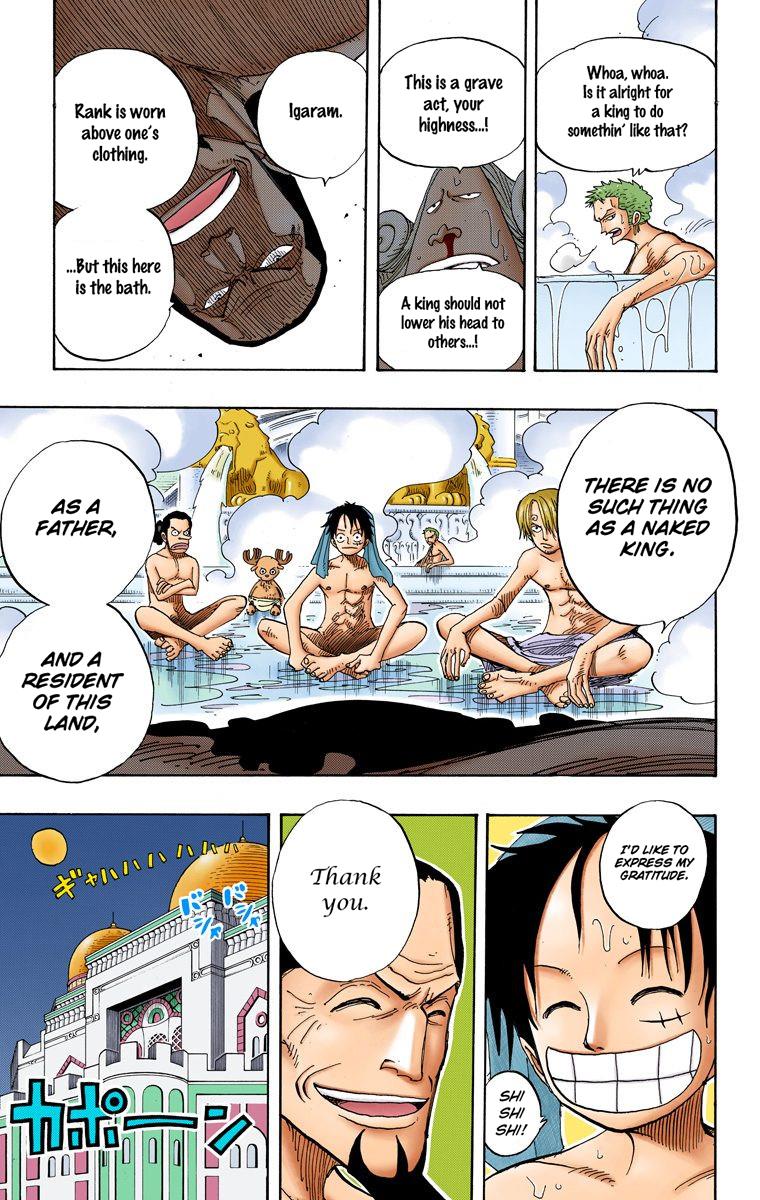 Whoa, whoa.
Is it alright for
a king to do
somethin' like that?
This is a grave
act, your
highness...!
A king should not
lower his head to
others...!
Igaram.
Rank is worn
above one's
clothing.
...But this here
is the bath.
THERE IS NO
SUCH THING
AS A NAKED
KING.
AS A
FATHER,
AND A
RESIDENT
OF THIS
LAND,
I'D LIKE TO
EXPRESS MY
GRATITUDE.
SHI
SHI
SHI!
Thank
you.
ギャハハハハハハ
ドシャドシャ
カポーン